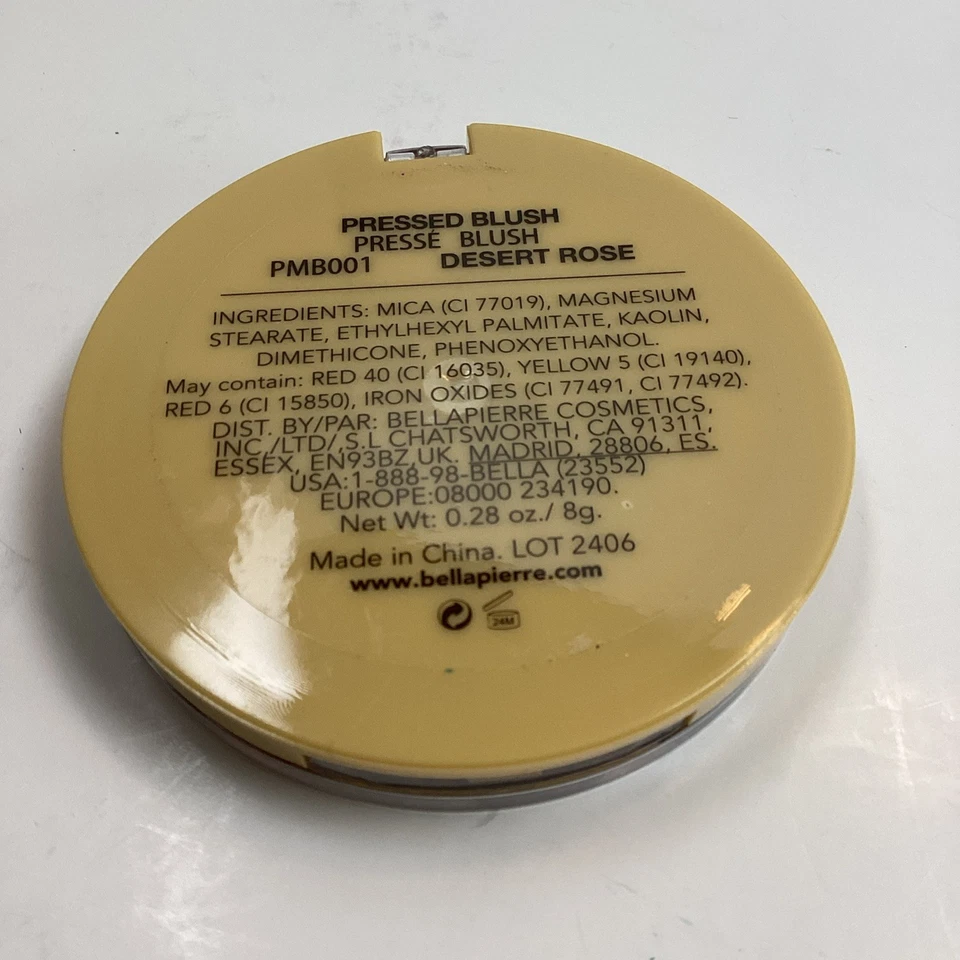 PRESSED BLUSH
PRESSÉ BLUSH
PMB001 DESERT ROSE
INGREDIENTS: MICA (CI 77019), MAGNESIUM
STEARATE, ETHYLHEXYL PALMITATE, KAOLIN,
DIMETHICONE, PHENOXYETHANOL.
May contain: RED 40 (CI 16035), YELLOW 5 (CI 19140),
RED 6 (CI 15850), IRON OXIDES (CI 77491, CI 77492).
DIST. BY/PAR: BELLAPIERRE COSMETICS,
INC./LTD/,S.L CHATSWORTH, CA 91311,
ESSEX, EN93BZ,UK. MADRID, 28806, ES.
USA:1-888-98-BELLA (23552)
EUROPE:08000 234190.
Net Wt: 0.28 oz./ 8g.
Made in China. LOT 2406
www.bellapierre.com
24M